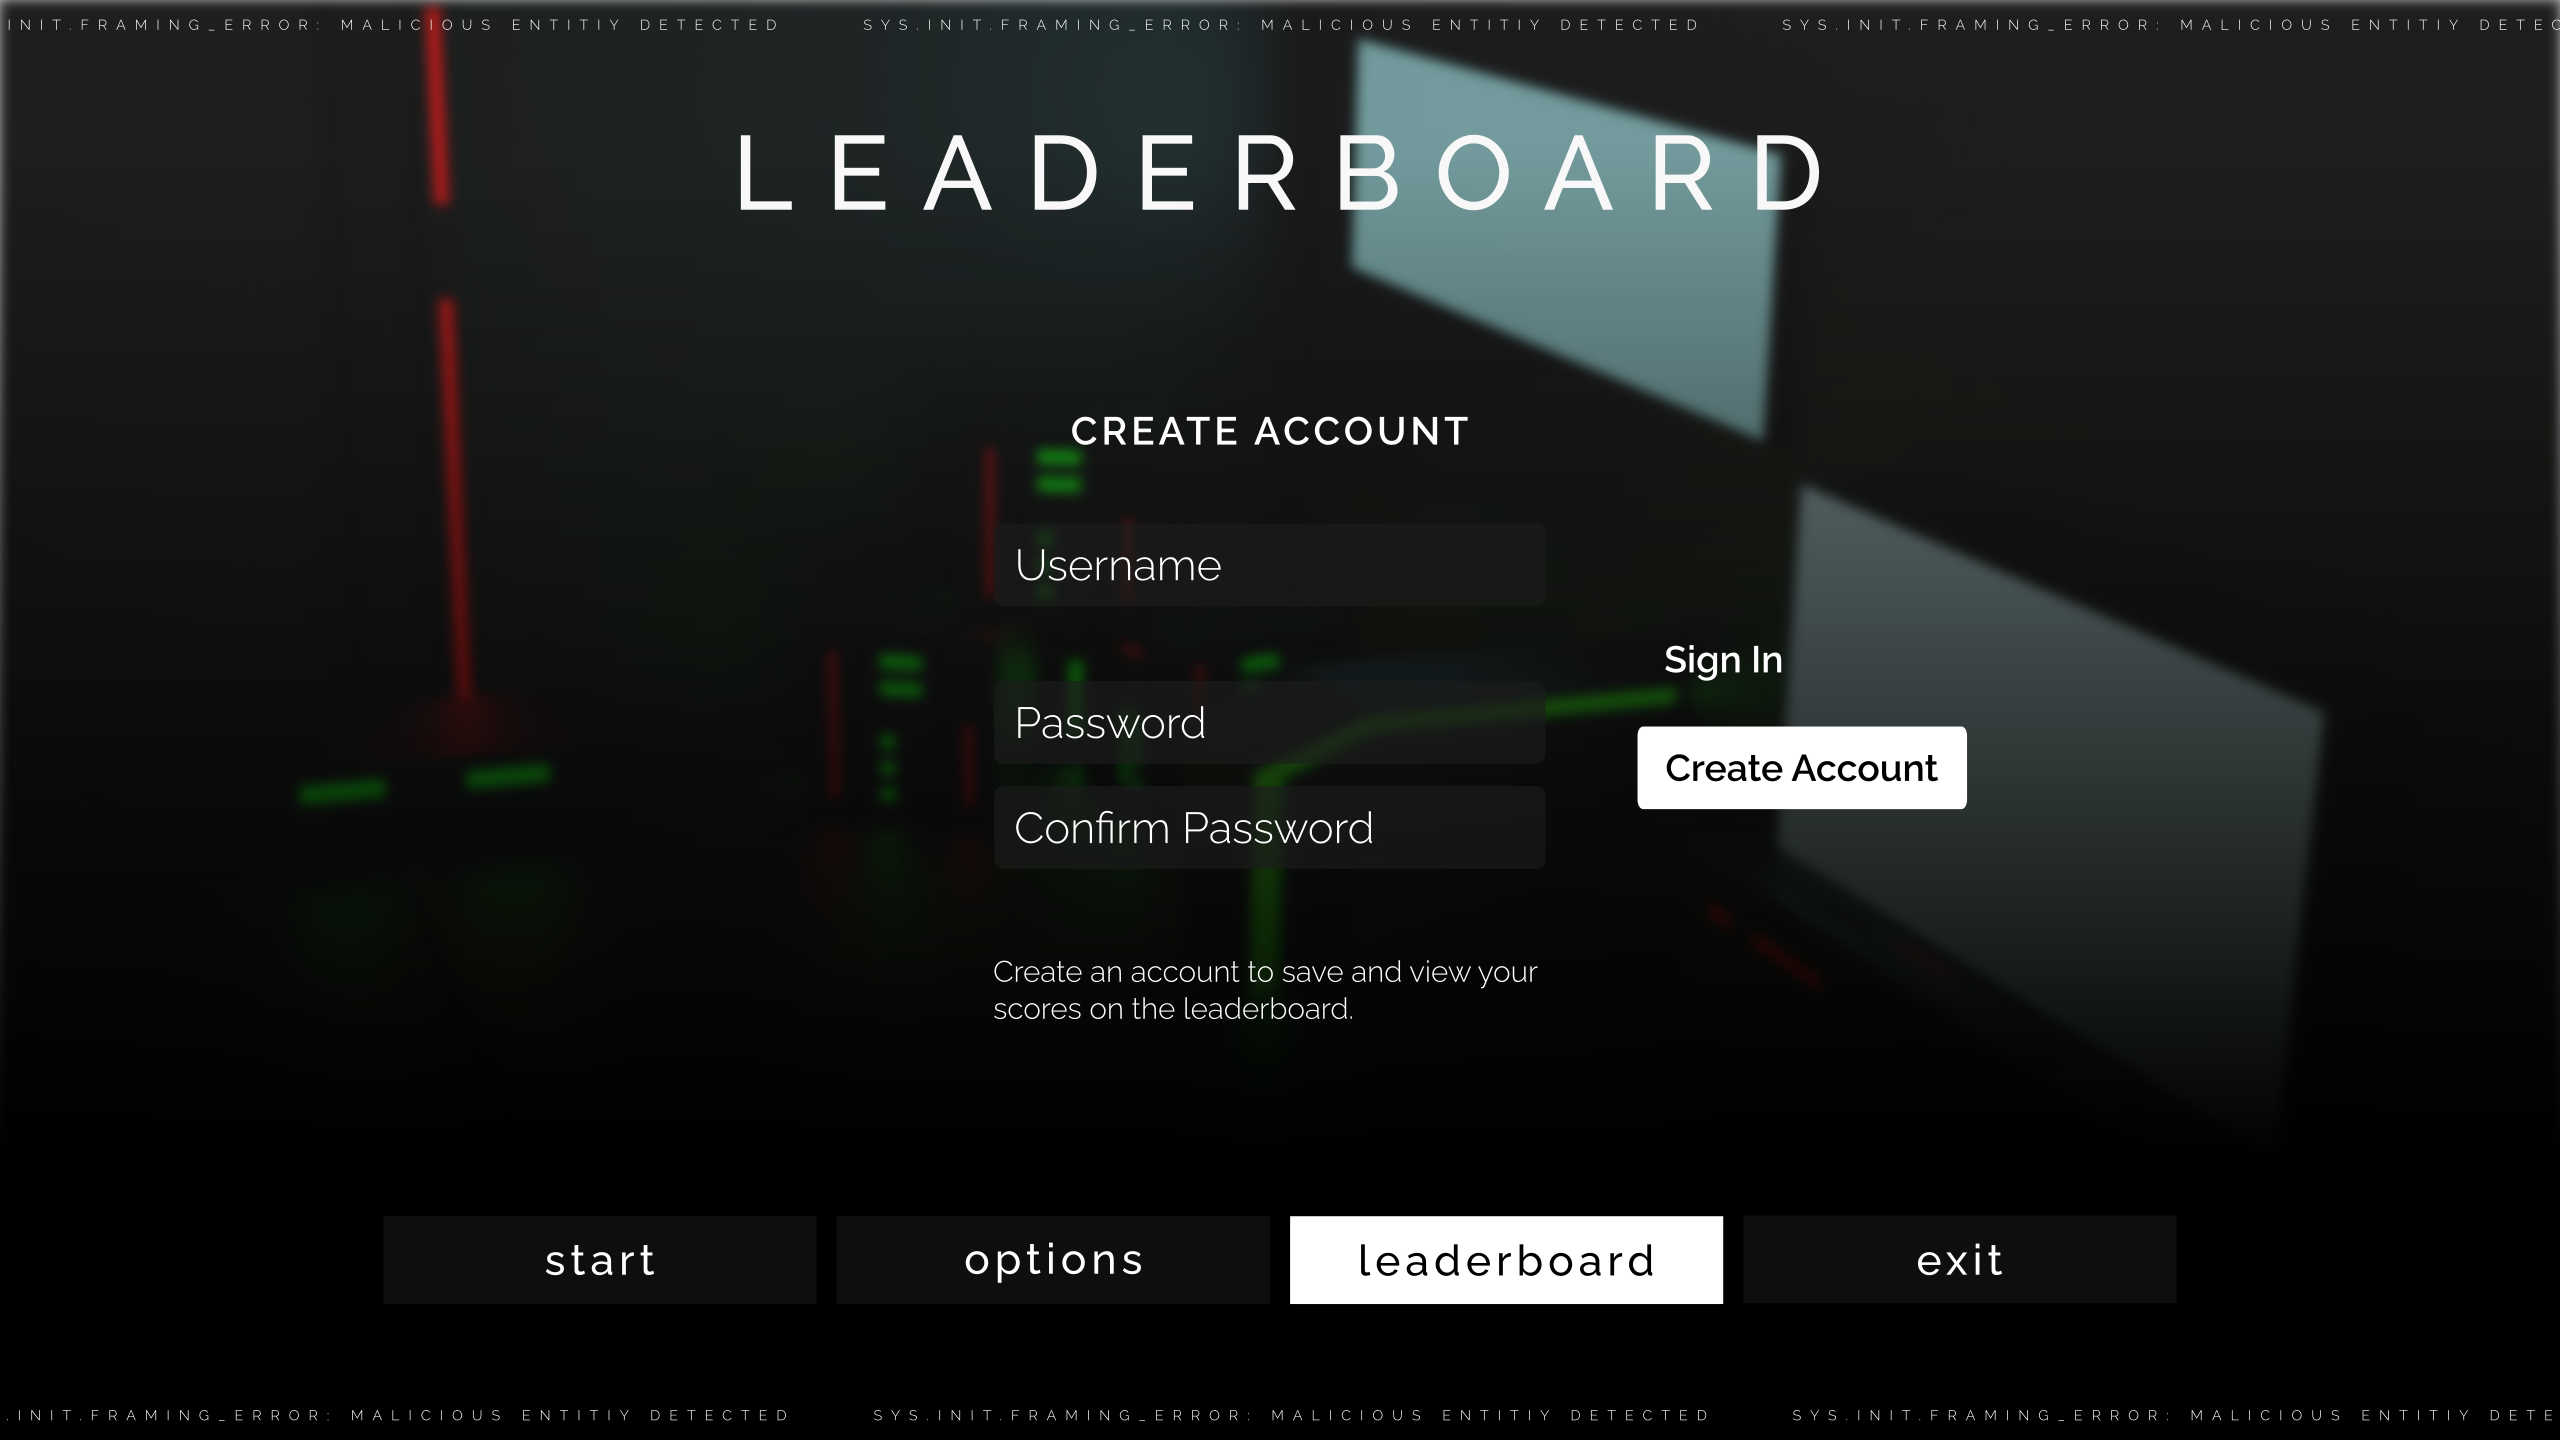 INIT.FRAMING_ERROR: MALICIOUS ENTITIY DETECTED SYS.INIT.FRAMING_ERROR: MALICIOUS ENTITIY DETECTED SYS.INIT.FRAMING_ERROR: MALICIOUS ENTITIY DETEC
LEADERBOARD
CREATE ACCOUNT
Username
Sign In
Password
Create Account
Confirm Password
Create an account to save and view your
scores on the leaderboard.
start options leaderboard exit
.INIT.FRAMING_ERROR: MALICIOUS ENTITIY DETECTED SYS.INIT.FRAMING_ERROR: MALICIOUS ENTITIY DETECTED SYS.INIT.FRAMING_ERROR: MALICIOUS ENTITIY DETE